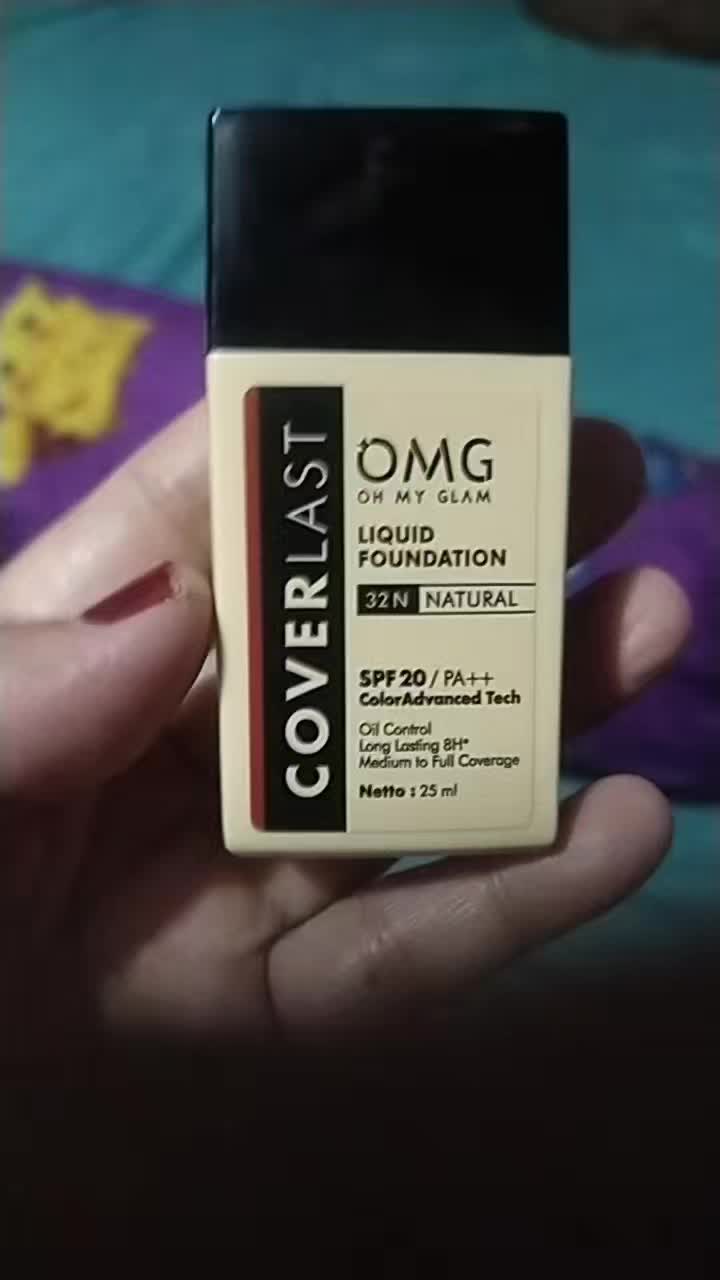 COVERLAST
OMG
OH MY GLAM
LIQUID
FOUNDATION
32N NATURAL
SPF 20 / PA++
ColorAdvanced Tech
Oil Control
Long Lasting 8H*
Medium to Full Coverage
Netto : 25 ml